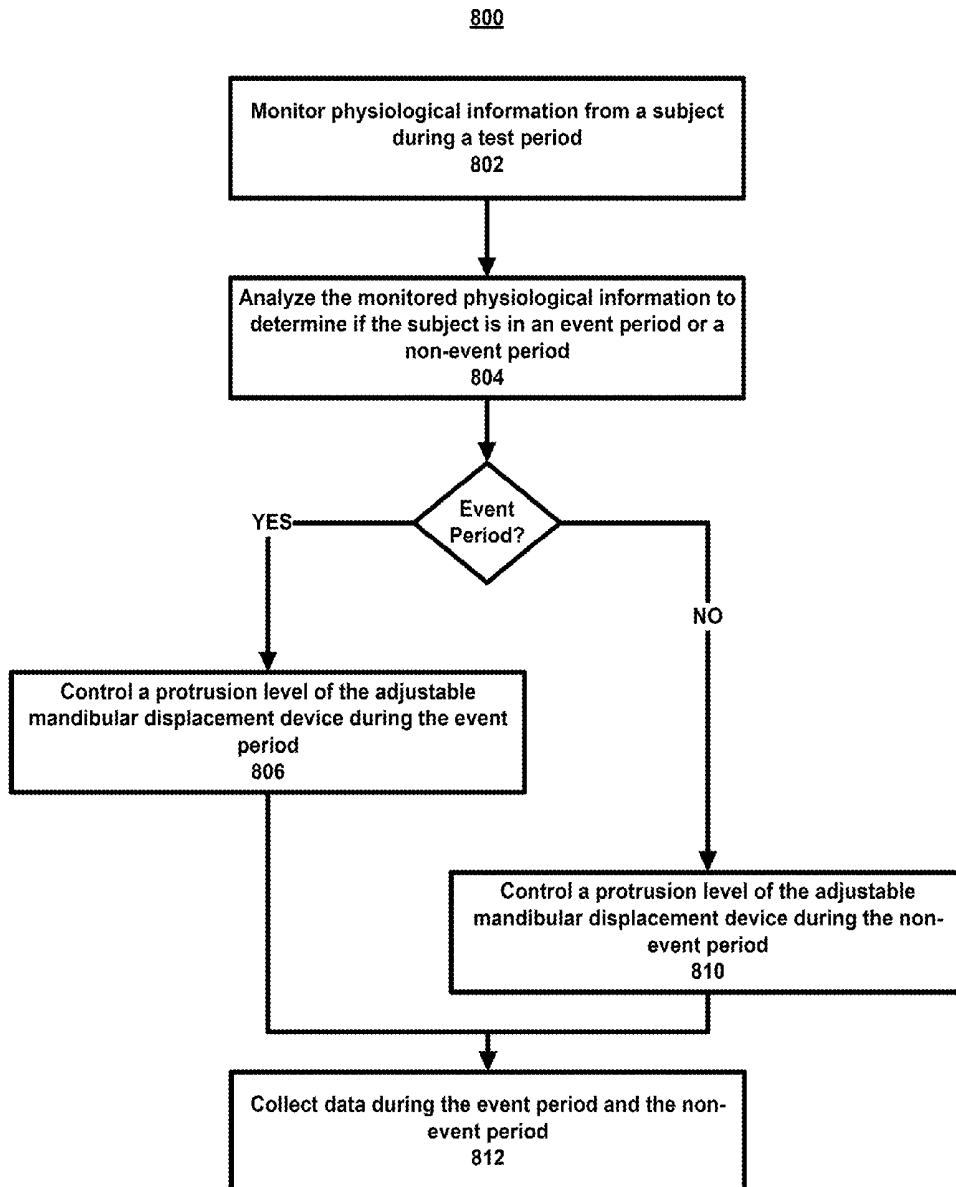 800
Monitor physiological information from a subject
during a test period
802
Analyze the monitored physiological information to
determine if the subject is in an event period or a
non-event period
804
Event
Period?
YES
NO
Control a protrusion level of the adjustable
mandibular displacement device during the event
period
806
Control a protrusion level of the adjustable
mandibular displacement device during the non-
event period
810
Collect data during the event period and the non-
event period
812